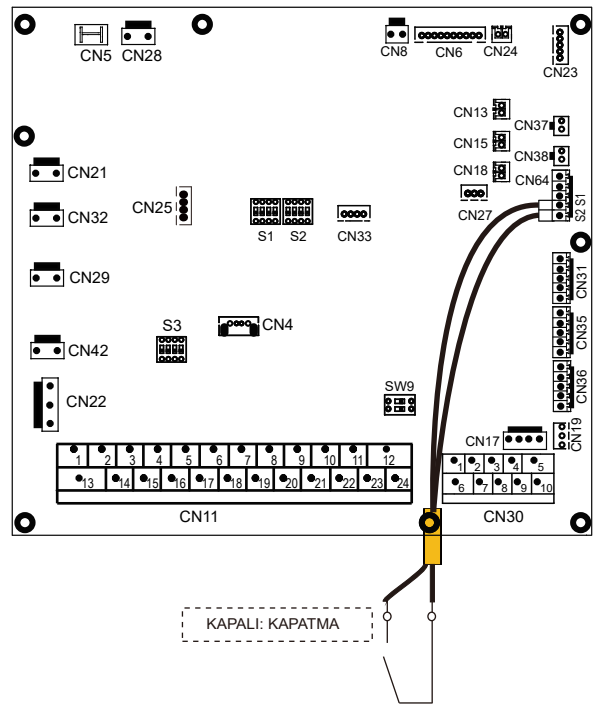 CN5
CN28
CN8
CN6
CN24
CN23
CN13
CN37
CN15
CN38
CN18
CN64
CN21
CN25
CN27
S2 S1
CN32
S1 S2
CN33
CN29
CN31
S3
CN4
CN35
CN42
CN22
SW9
CN36
CN17
CN19
1 2 3 4 5 6 7 8 9 10 11 12
13 14 15 16 17 18 19 20 21 22 23 24
CN11
1 2 3 4 5
6 7 8 9 10
CN30
KAPALI: KAPATMA